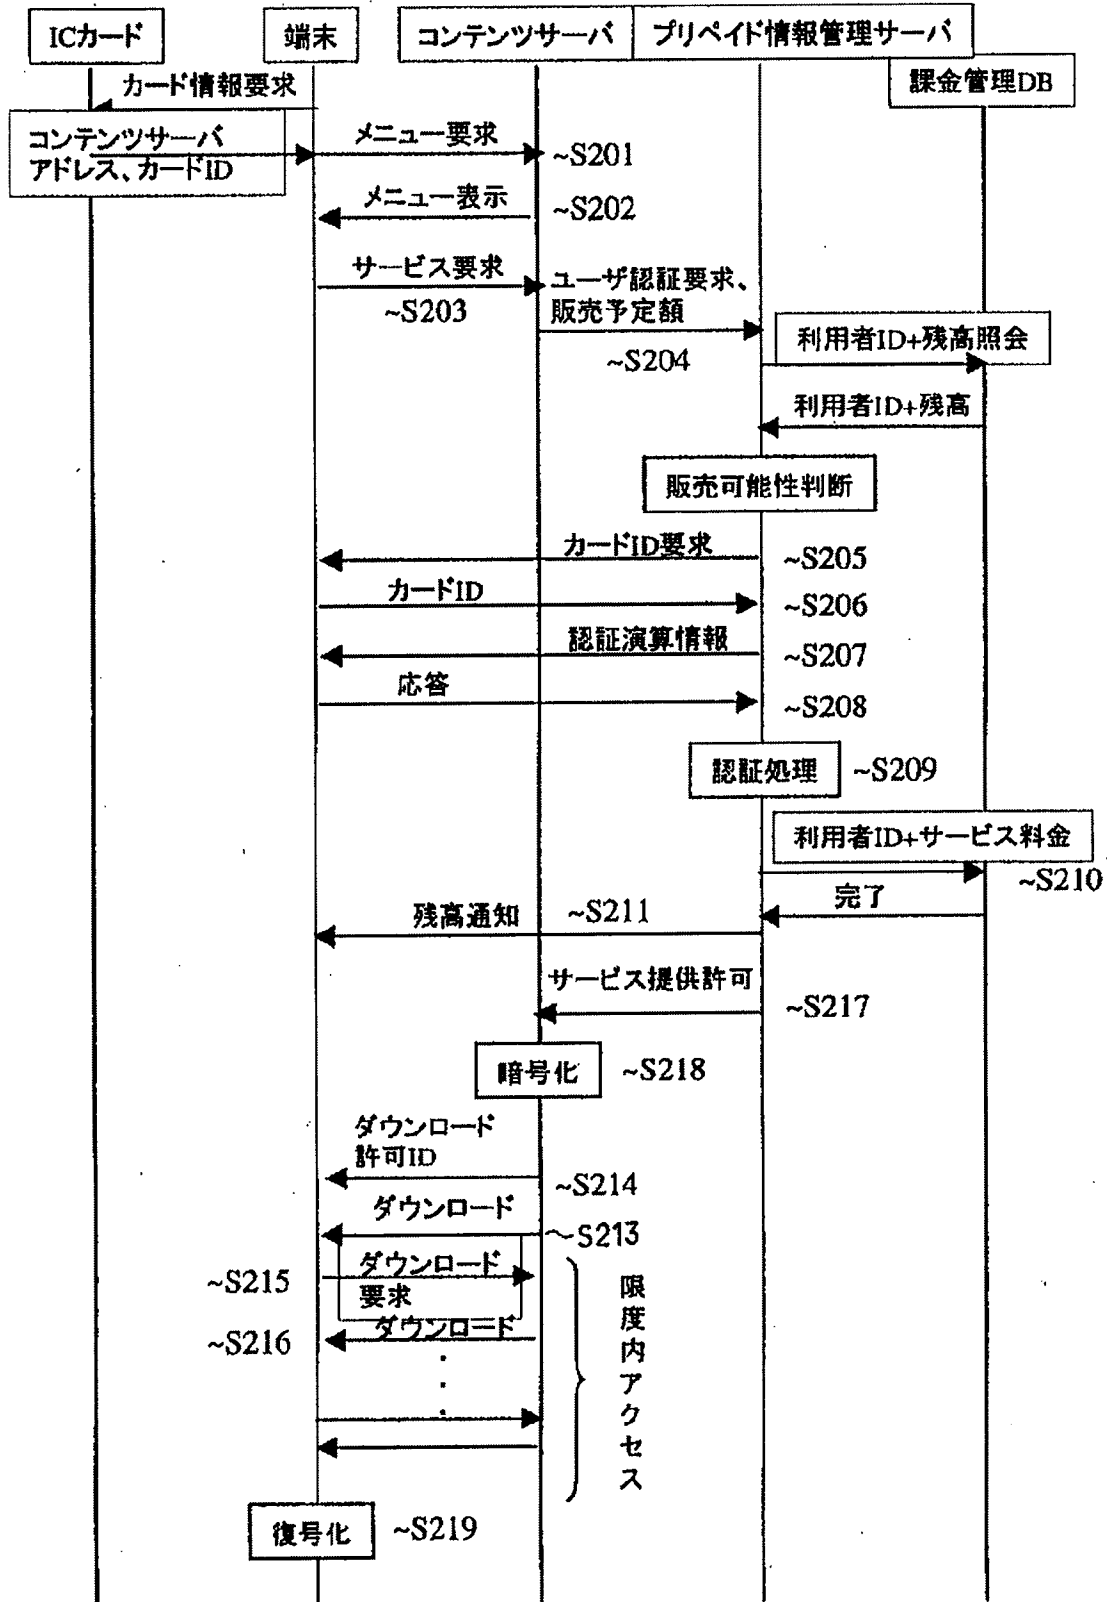 ICカード
端末
コンテンツサーバ
プリペイド情報管理サーバ
課金管理DB
カード情報要求
コンテンツサーバ
アドレス、カードID
メニュー要求
~S201
メニュー表示
~S202
サービス要求
~S203
ユーザ認証要求、
販売予定額
~S204
利用者ID+残高照会
利用者ID+残高
販売可能性判断
カードID要求
~S205
カードID
~S206
認証演算情報
~S207
応答
~S208
認証処理
~S209
利用者ID+サービス料金
~S210
完了
残高通知
~S211
サービス提供許可
~S217
暗号化
~S218
ダウンロード
許可ID
~S214
ダウンロード
~S213
ダウンロード
要求
~S215
ダウンロード
~S216
限度内アクセス
復号化
~S219